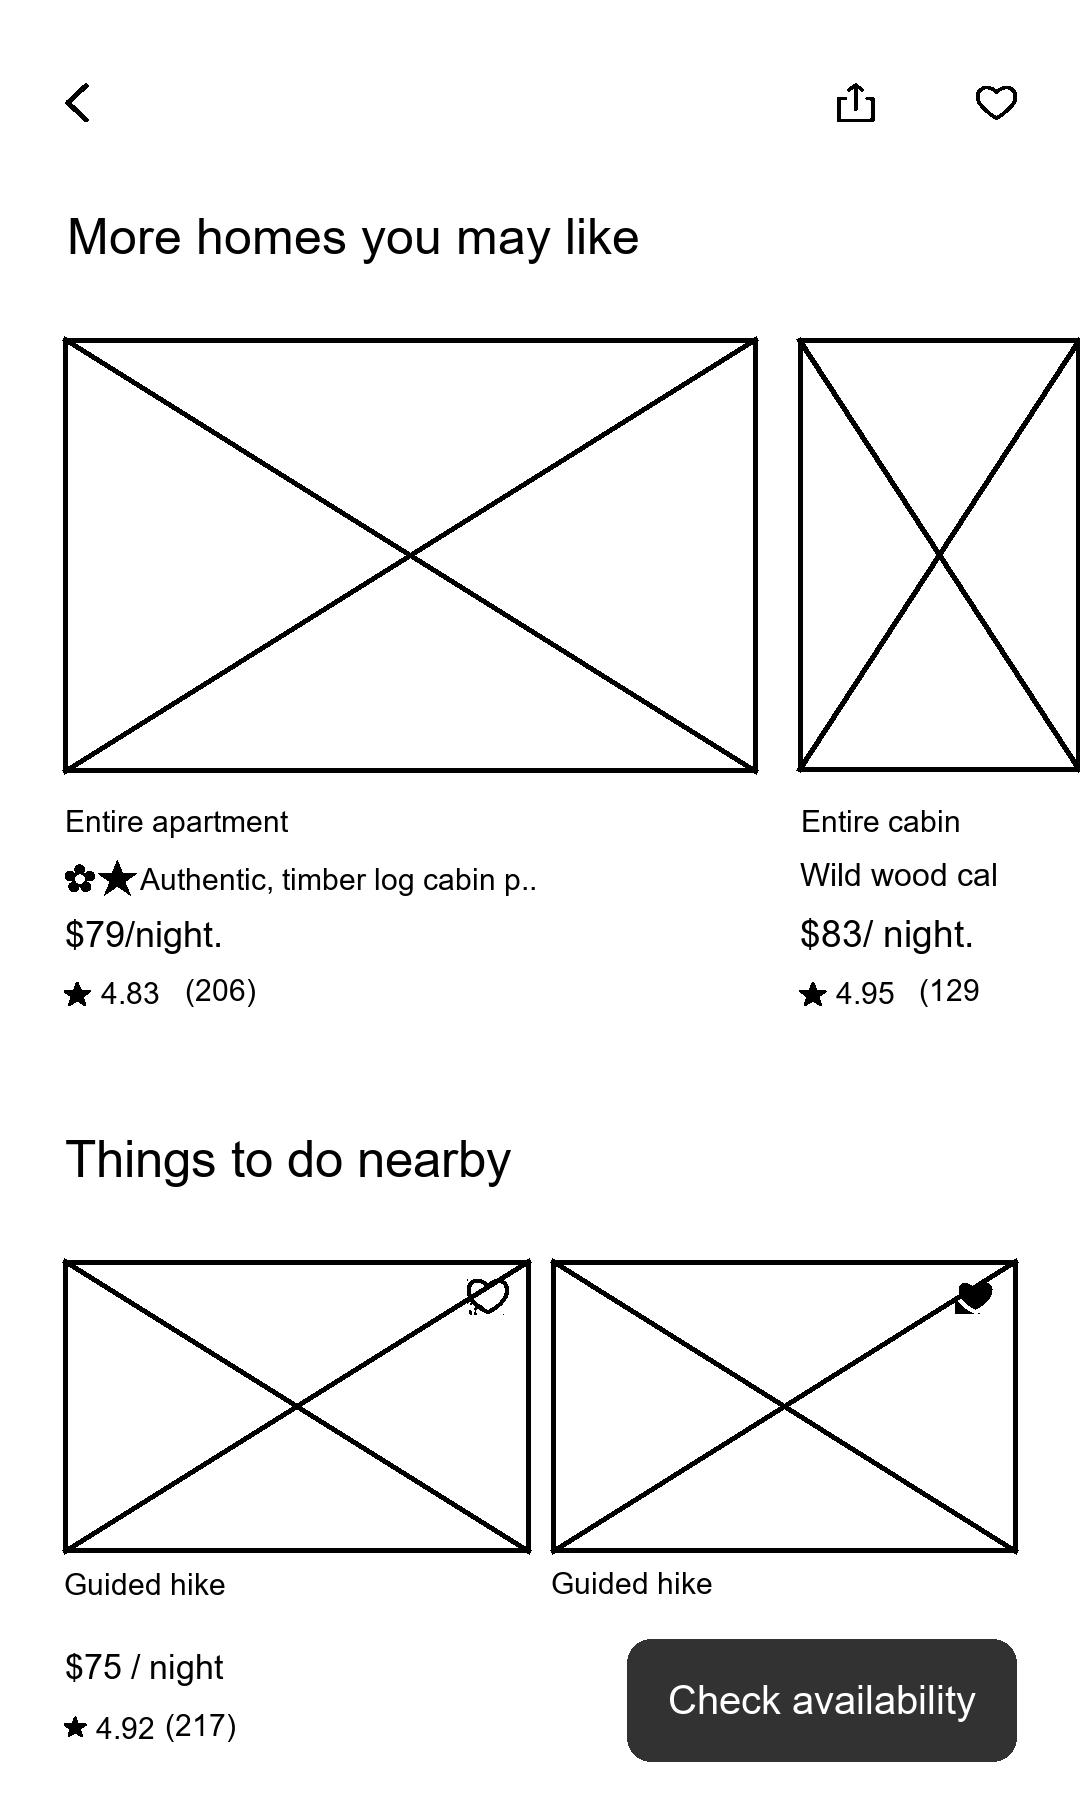 More homes you may like
Entire apartment
✿★Authentic, timber log cabin p..
$79/night.
★ 4.83 (206)
Entire cabin
Wild wood cal
$83/ night.
★ 4.95 (129
Things to do nearby
Guided hike
Guided hike
$75 / night
★ 4.92 (217)
Check availability